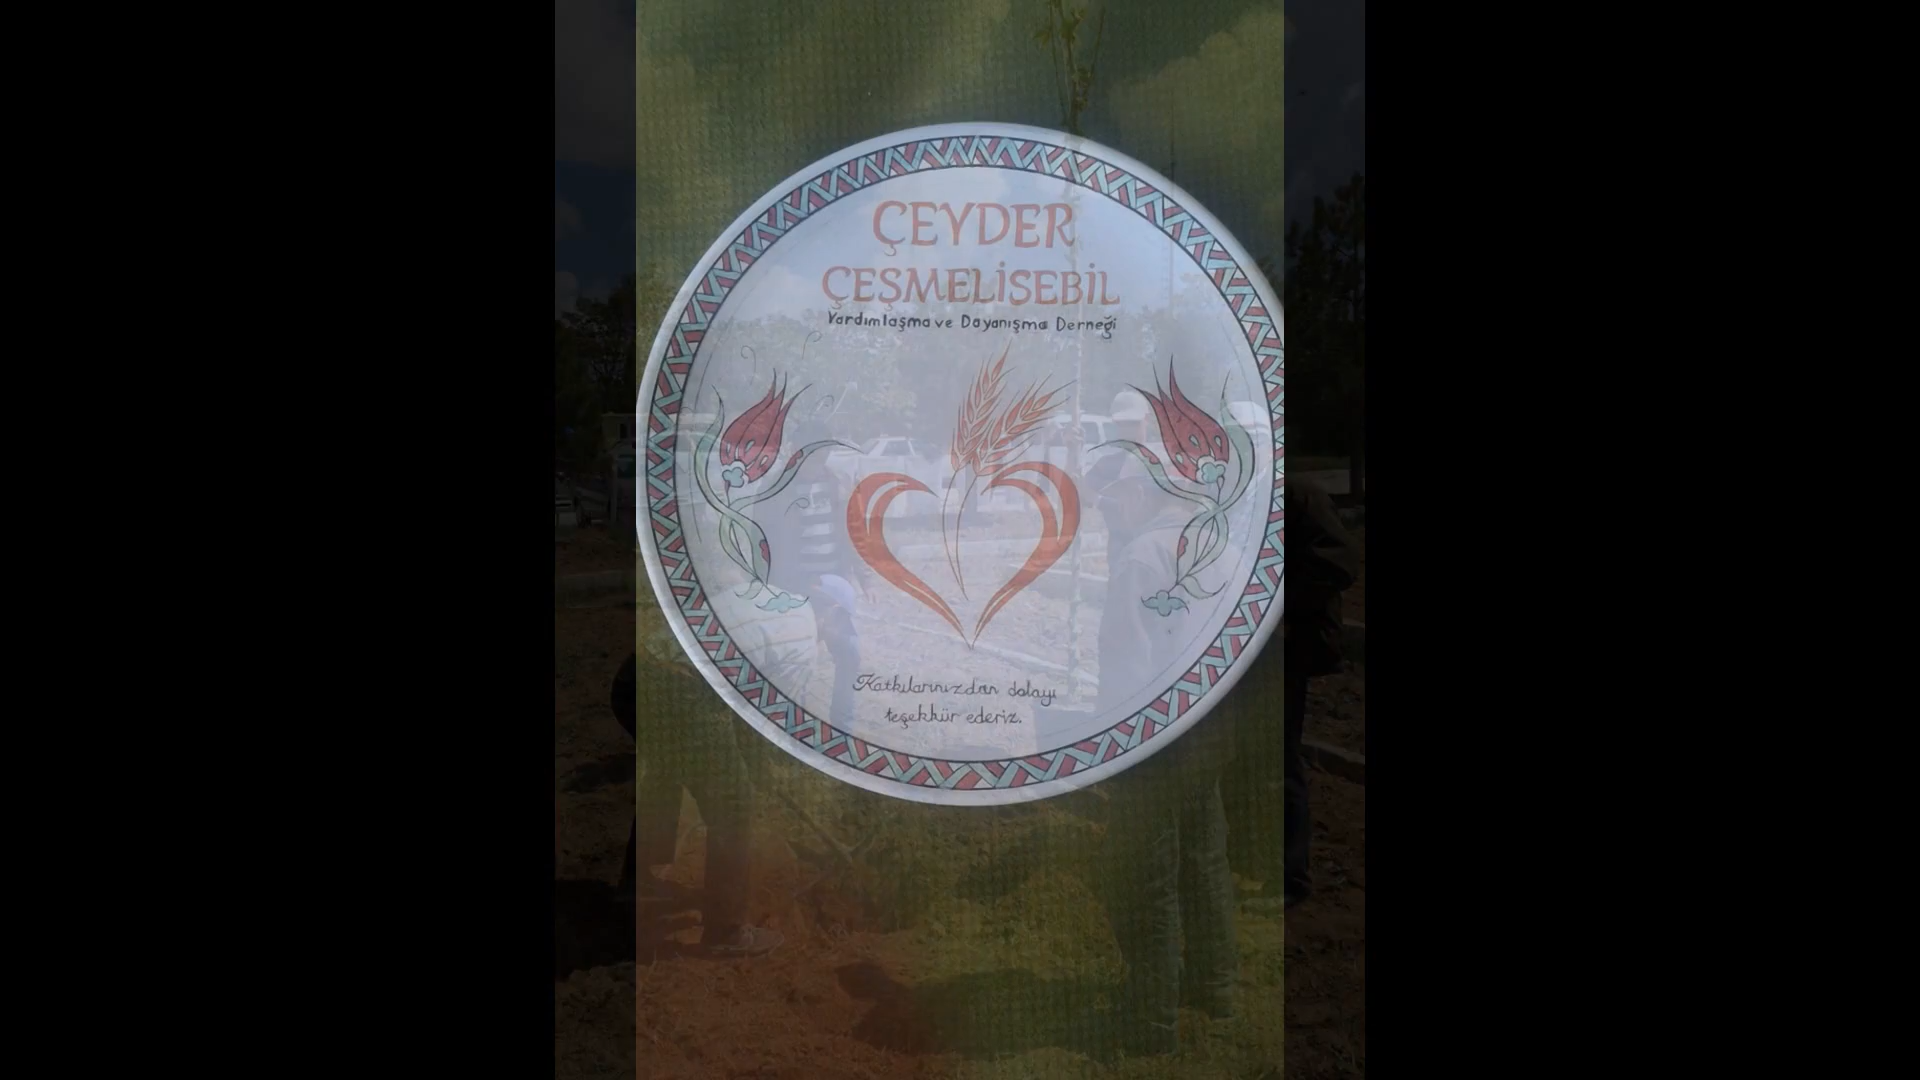 ÇEYDER
ÇEŞMELİSEBİL
Yardımlaşma ve Dayanışma Derneği
Katkılarınızdan dolayı
teşekkür ederiz.